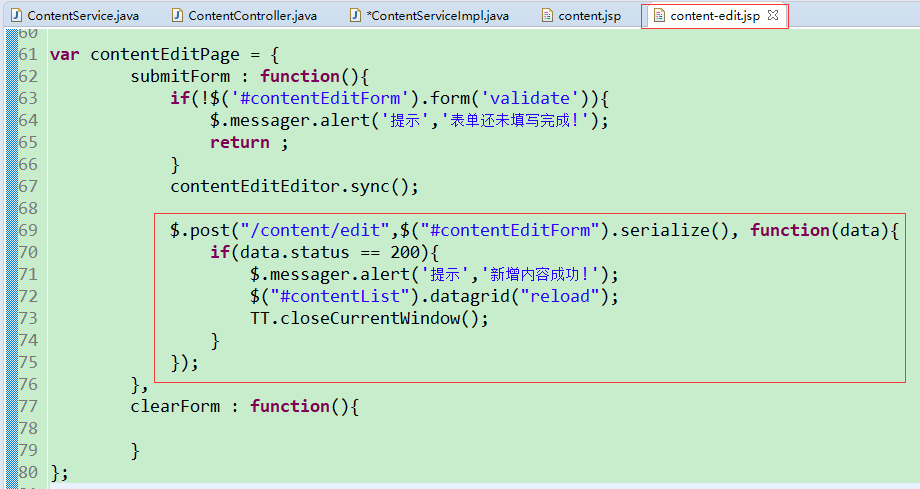 ContentService.java ContentController.java *ContentServiceImpl.java content.jsp content-edit.jsp
60
61 var contentEditPage = {
62 submitForm : function(){
63 if(!$('#contentEditForm').form('validate')){
64 $.messager.alert('提示','表单还未填写完成!');
65 return ;
66 }
67 contentEditEditor.sync();
68
69 $.post("/content/edit",$("#contentEditForm").serialize(), function(data){
70 if(data.status == 200){
71 $.messager.alert('提示','新增内容成功!');
72 $("#contentList").datagrid("reload");
73 TT.closeCurrentWindow();
74 }
75 });
76 },
77 clearForm : function(){
78
79 }
80 };